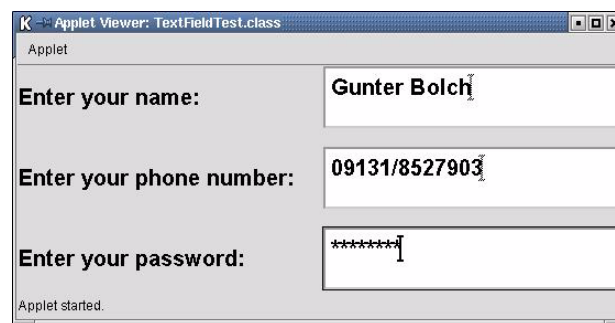 Applet Viewer: TextFieldTest.class
Applet
Enter your name: Gunter Bolch
Enter your phone number: 09131/8527903
Enter your password: ********
Applet started.